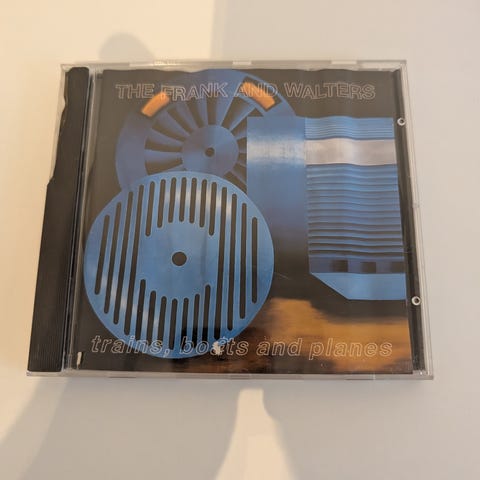 THE FRANK AND WALTERS
trains, boats and planes